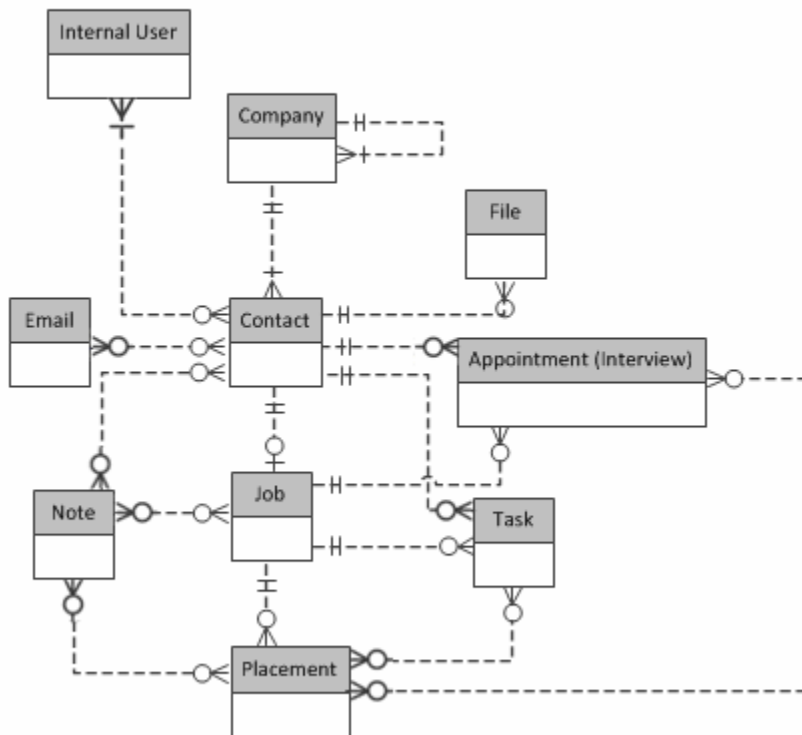 Internal User
Company
File
Email
Contact
Appointment (Interview)
Note
Job
Task
Placement